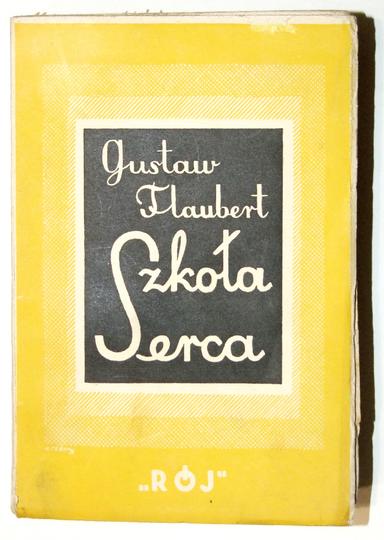 Gustaw
Flaubert
Szkoła
Serca
„RÓJ"